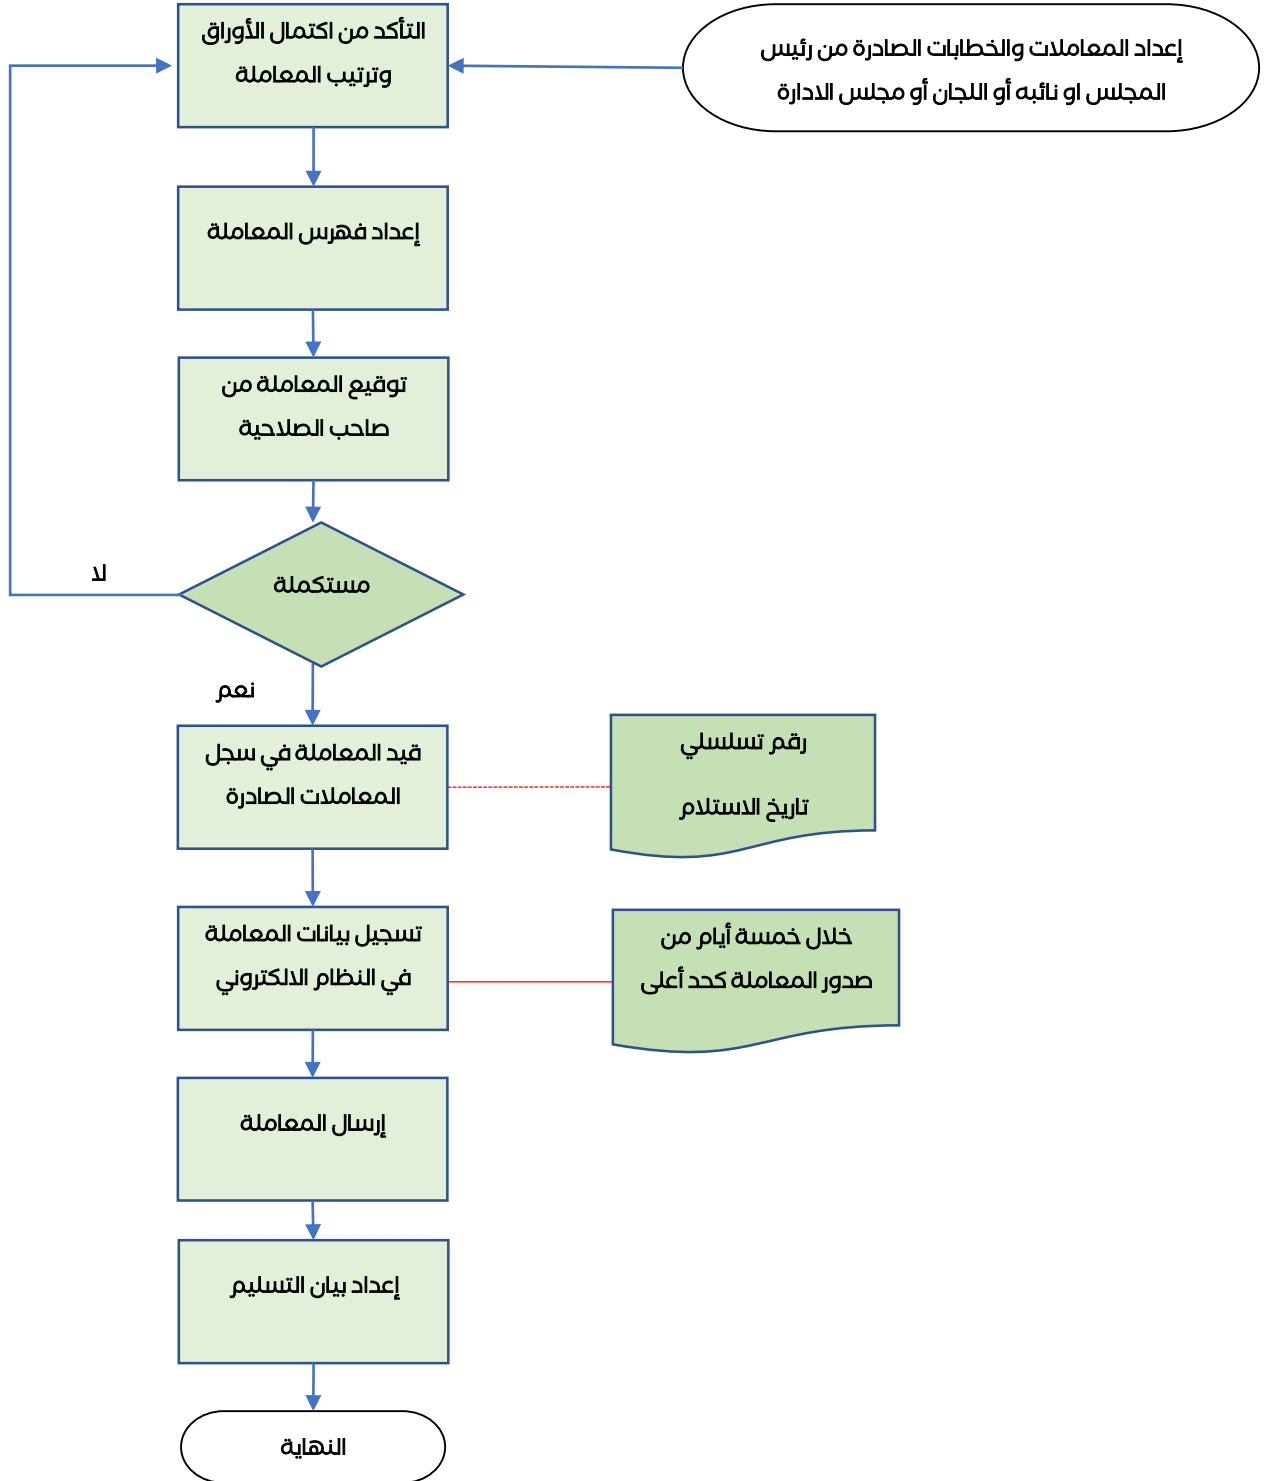 إعداد المعاملات والخطابات الصادرة من رئيس
المجلس او نائبه أو اللجان أو مجلس الادارة
التأكد من اكتمال الأوراق
وترتيب المعاملة
إعداد فهرس المعاملة
توقيع المعاملة من
صاحب الصلاحية
مستكملة
لا
نعم
قيد المعاملة في سجل
المعاملات الصادرة
رقم تسلسلي
تاريخ الاستلام
تسجيل بيانات المعاملة
في النظام الالكتروني
خلال خمسة أيام من
صدور المعاملة كحد أعلى
إرسال المعاملة
إعداد بيان التسليم
النهاية